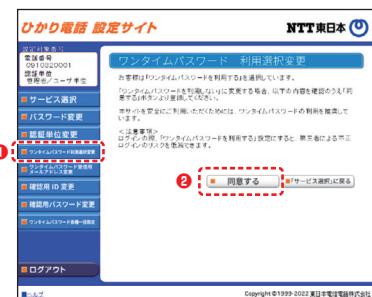 ひかり電話 設定サイト
NTT東日本
設定対象番号
電話番号
0910320001
認証単位
管理者/ユーザ単位
サービス選択
パスワード変更
認証単位変更
❶
ワンタイムパスワード利用選択変更
ワンタイムパスワード受信用
メールアドレス変更
確認用 ID 変更
確認用パスワード変更
ワンタイムパスワード各種一括設定
ログアウト
ヘルプ
ワンタイムパスワード 利用選択変更
お客様は「ワンタイムパスワードを利用する」を選択しています。
「ワンタイムパスワードを利用しない」に変更する場合、以下の内容を確認のうえ「同
意する」ボタンより登録してください。
本サイトを安全にご利用いただくためには、ワンタイムパスワードの利用を推奨して
います。
<注意事項>
ログインの際、「ワンタイムパスワードを利用する」設定にすると、第三者による不正
ログインのリスクを低減できます。
❷
同意する
「サービス選択」に戻る
Copyright ©1999-2022 東日本電信電話株式会社